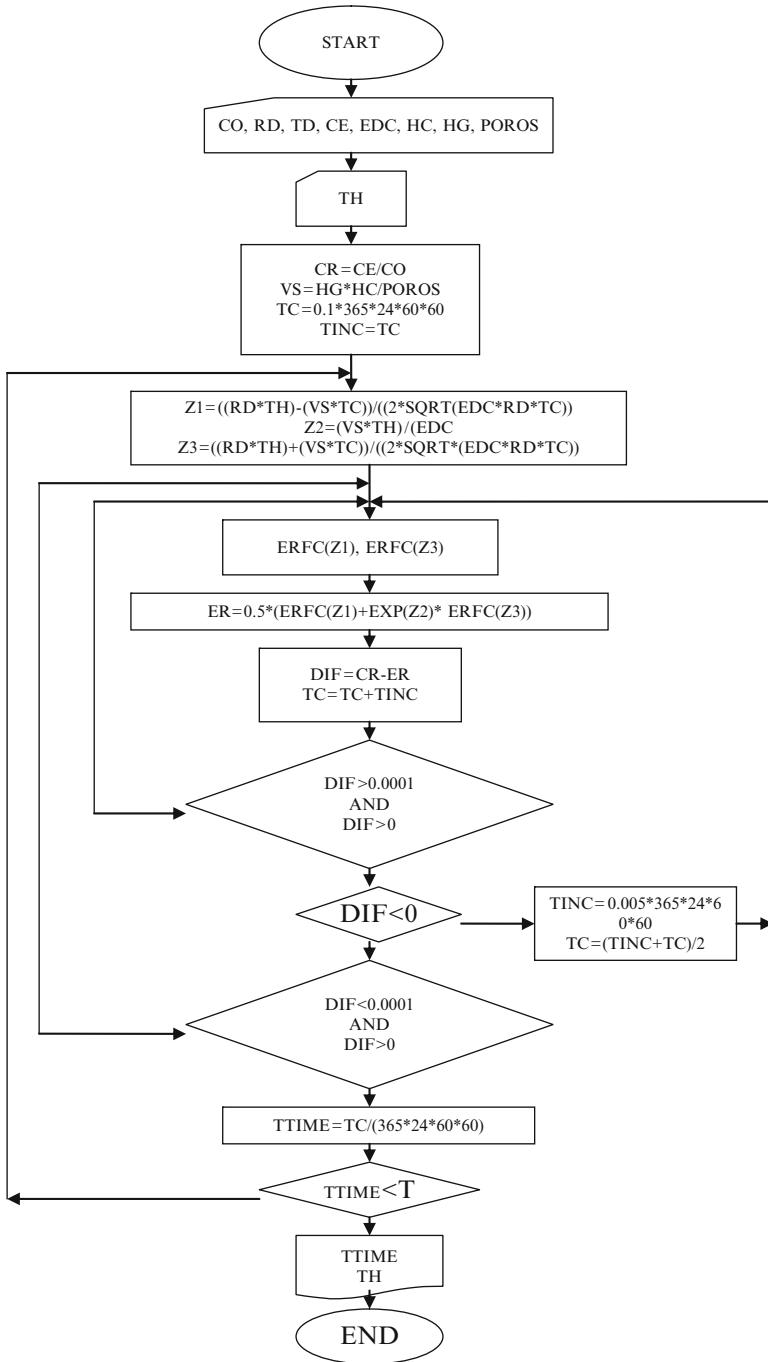 START
CO, RD, TD, CE, EDC, HC, HG, POROS
TH
CR=CE/CO
VS=HG*HC/POROS
TC=0.1*365*24*60*60
TINC=TC
Z1=((RD*TH)-(VS*TC))/((2*SQRT(EDC*RD*TC))
Z2=(VS*TH)/(EDC
Z3=((RD*TH)+(VS*TC))/((2*SQRT*(EDC*RD*TC))
ERFC(Z1), ERFC(Z3)
ER=0.5*(ERFC(Z1)+EXP(Z2)* ERFC(Z3))
DIF=CR-ER
TC=TC+TINC
DIF>0.0001
AND
DIF>0
DIF<0
TINC=0.005*365*24*6
0*60
TC=(TINC+TC)/2
DIF<0.0001
AND
DIF>0
TTIME=TC/(365*24*60*60)
TTIME<T
TTIME
TH
END